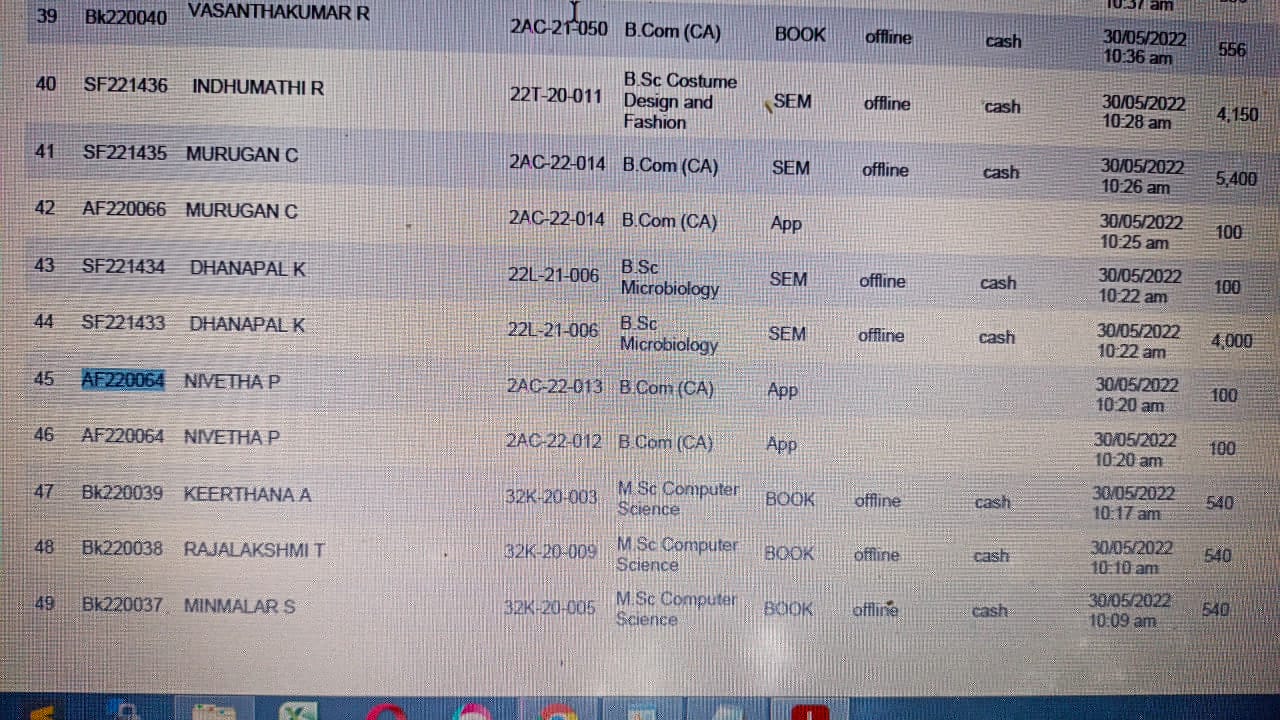 10:37 am
39 Bk220040 VASANTHAKUMAR R 2AC-21-050 B.Com (CA) BOOK offline cash 30/05/2022 556
10:36 am
40 SF221436 INDHUMATHI R 22T-20-011 B.Sc Costume SEM offline cash 30/05/2022 4,150
Design and 10:28 am
Fashion
41 SF221435 MURUGAN C 2AC-22-014 B.Com (CA) SEM offline cash 30/05/2022 5,400
10:26 am
42 AF220066 MURUGAN C 2AC-22-014 B.Com (CA) App 30/05/2022 100
10:25 am
43 SF221434 DHANAPAL K 22L-21-006 B.Sc SEM offline cash 30/05/2022 100
Microbiology 10:22 am
44 SF221433 DHANAPAL K 22L-21-006 B.Sc SEM offline cash 30/05/2022 4,000
Microbiology 10:22 am
45 AF220064 NIVETHA P 2AC-22-013 B.Com (CA) App 30/05/2022 100
10:20 am
46 AF220064 NIVETHA P 2AC-22-012 B.Com (CA) App 30/05/2022 100
10:20 am
47 Bk220039 KEERTHANA A 32K-20-003 M.Sc Computer BOOK offline cash 30/05/2022 540
Science 10:17 am
48 Bk220038 RAJALAKSHMI T 32K-20-009 M.Sc Computer BOOK offline cash 30/05/2022 540
Science 10:10 am
49 Bk220037 MINMALAR S 32K-20-005 M.Sc Computer BOOK offline cash 30/05/2022 540
Science 10:09 am